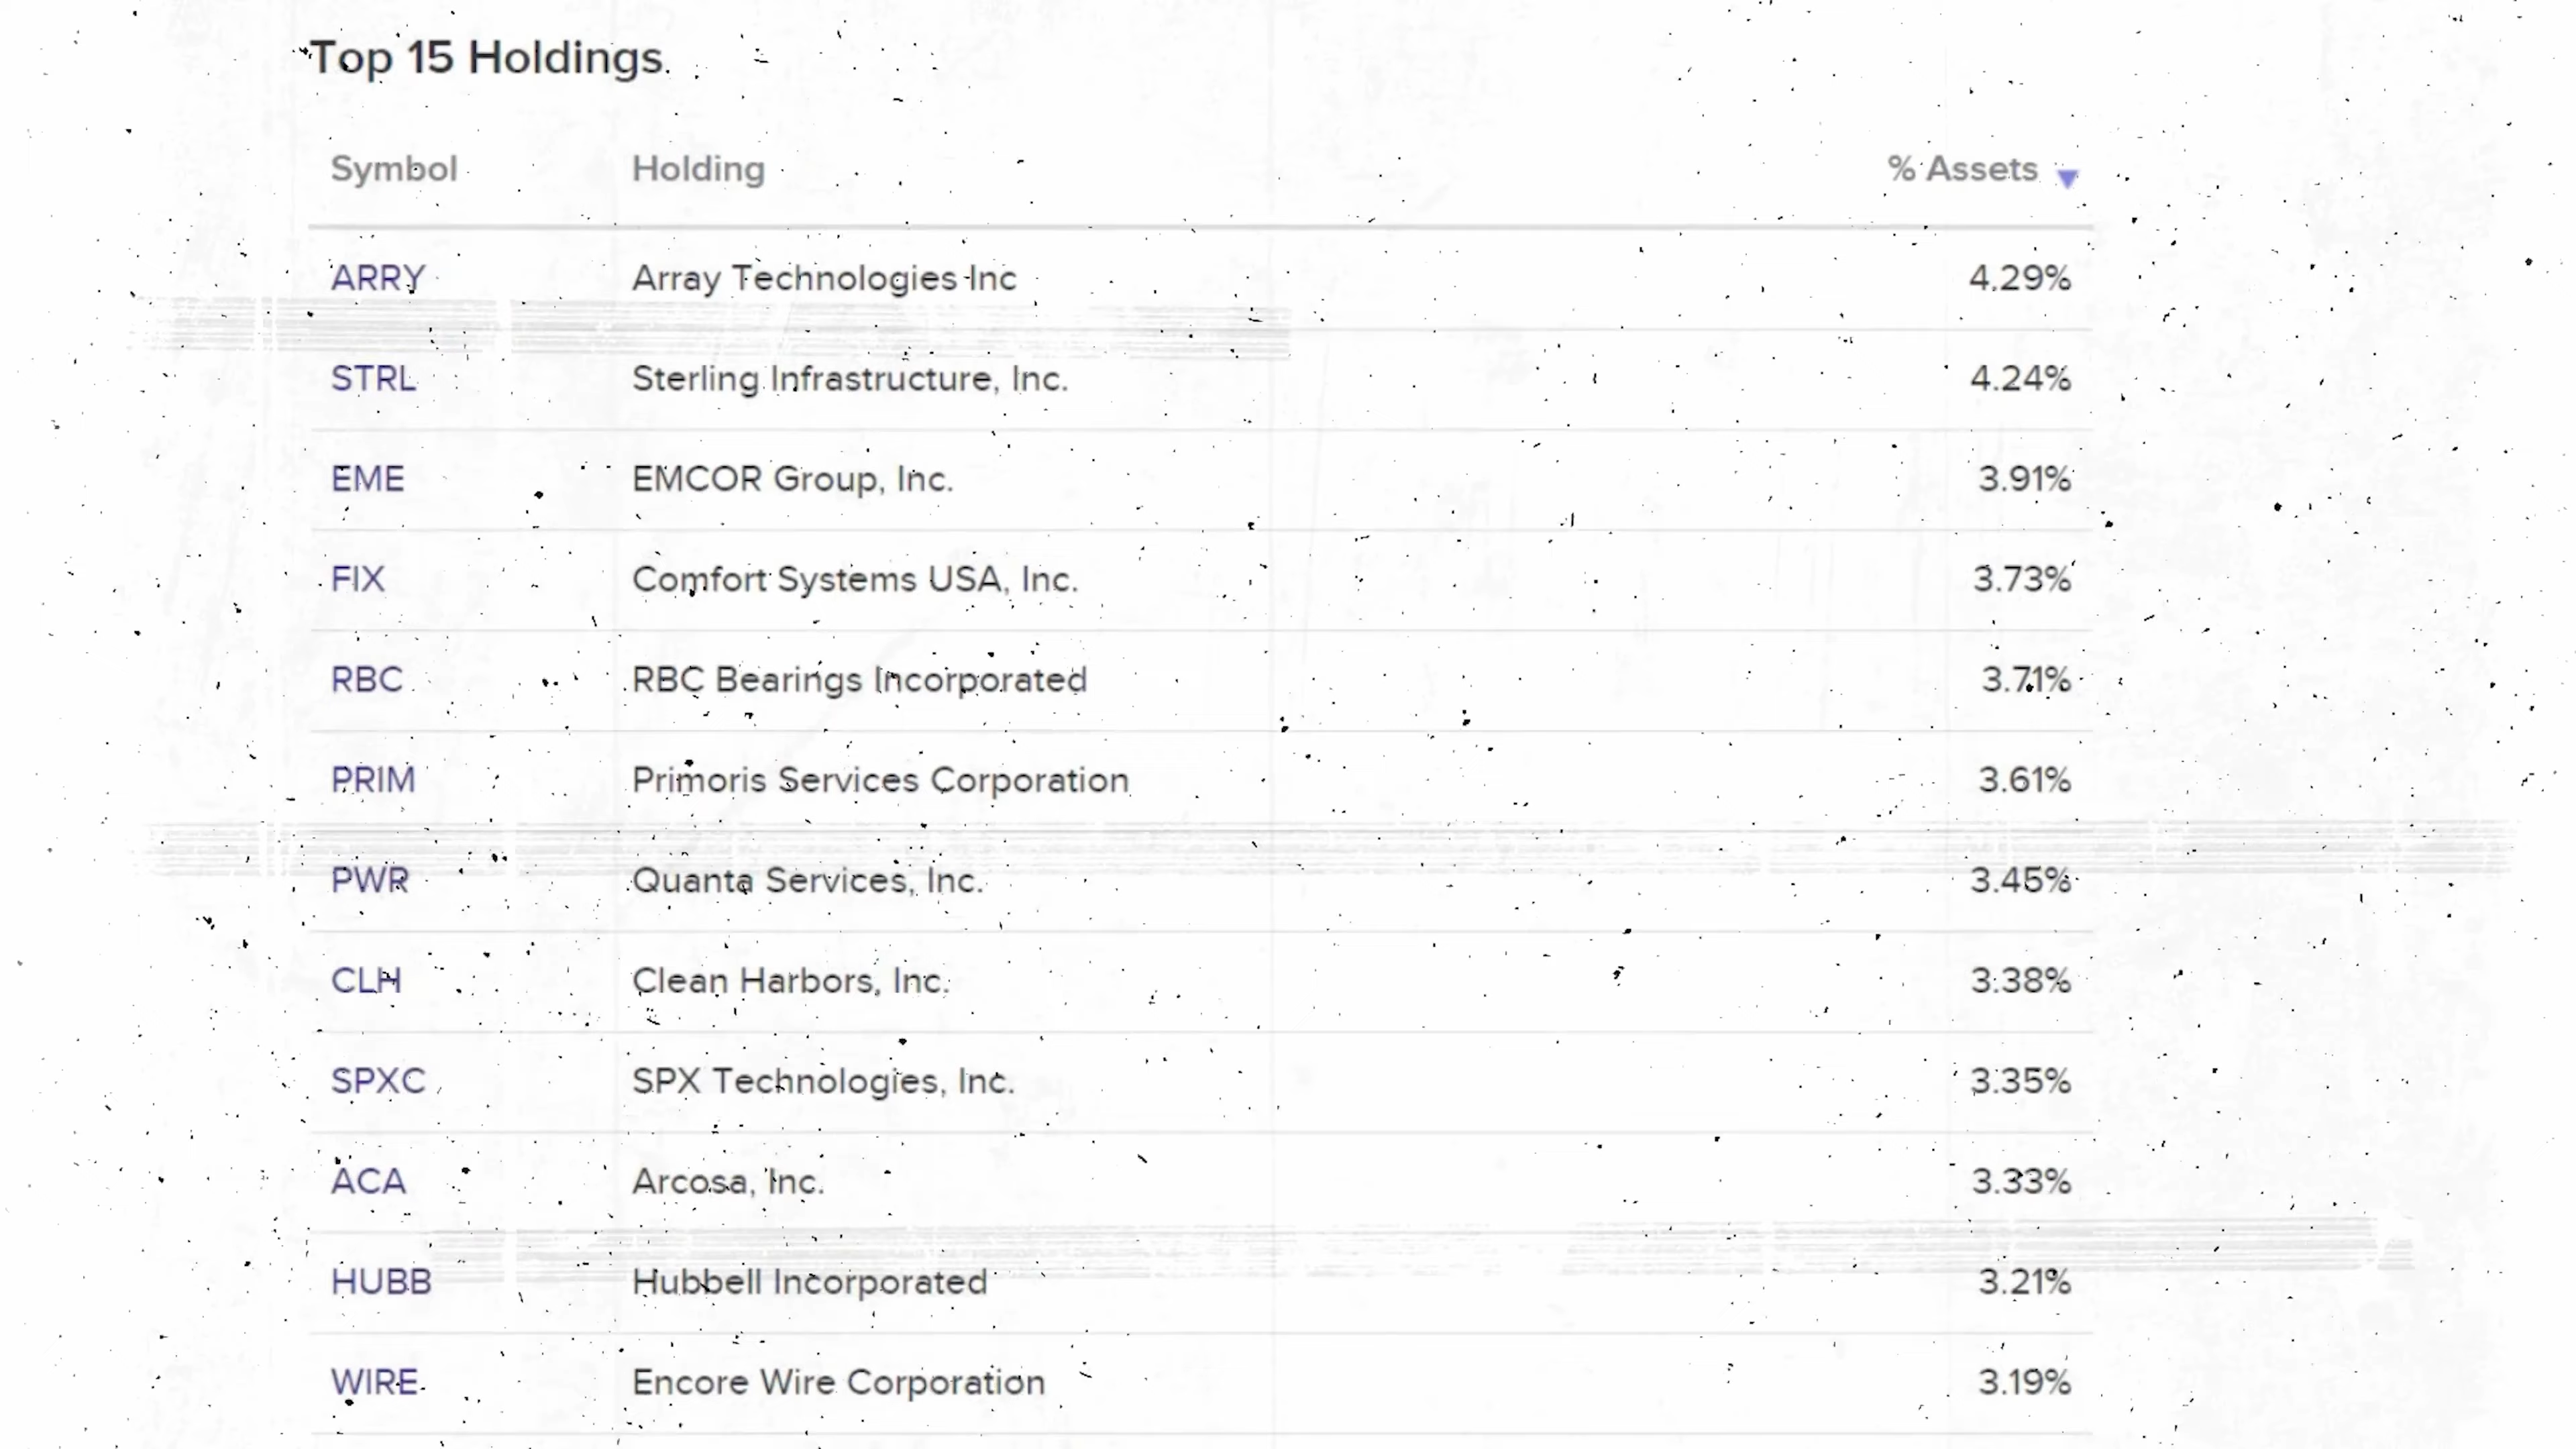 Top 15 Holdings
Symbol Holding % Assets
ARRY Array Technologies Inc 4.29%
STRL Sterling Infrastructure, Inc. 4.24%
EME EMCOR Group, Inc. 3.91%
FIX Comfort Systems USA, Inc. 3.73%
RBC RBC Bearings Incorporated 3.71%
PRIM Primoris Services Corporation 3.61%
PWR Quanta Services, Inc. 3.45%
CLH Clean Harbors, Inc. 3.38%
SPXC SPX Technologies, Inc. 3.35%
ACA Arcosa, Inc. 3.33%
HUBB Hubbell Incorporated 3.21%
WIRE Encore Wire Corporation 3.19%